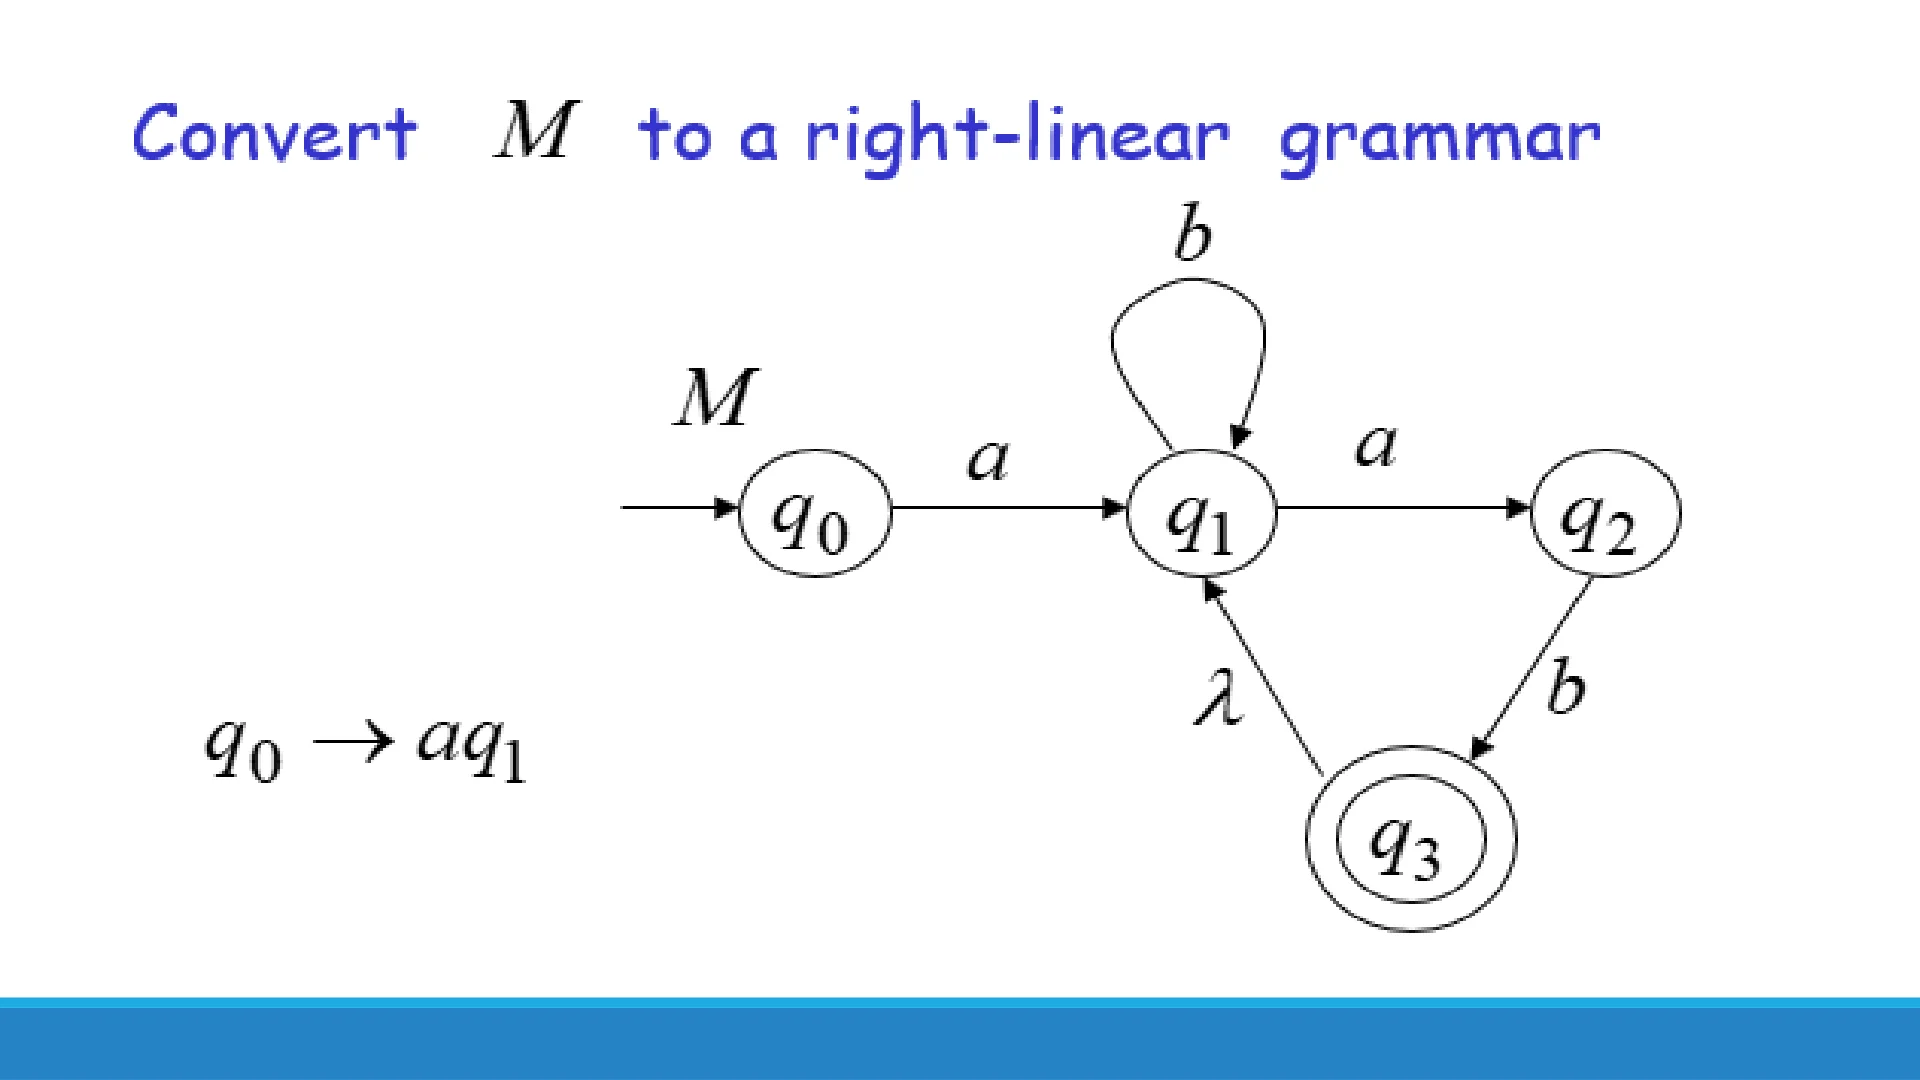 Convert M to a right-linear grammar
b
M
a
a
q₀
q₁
q₂
λ
b
q₀ → aq₁
q₃